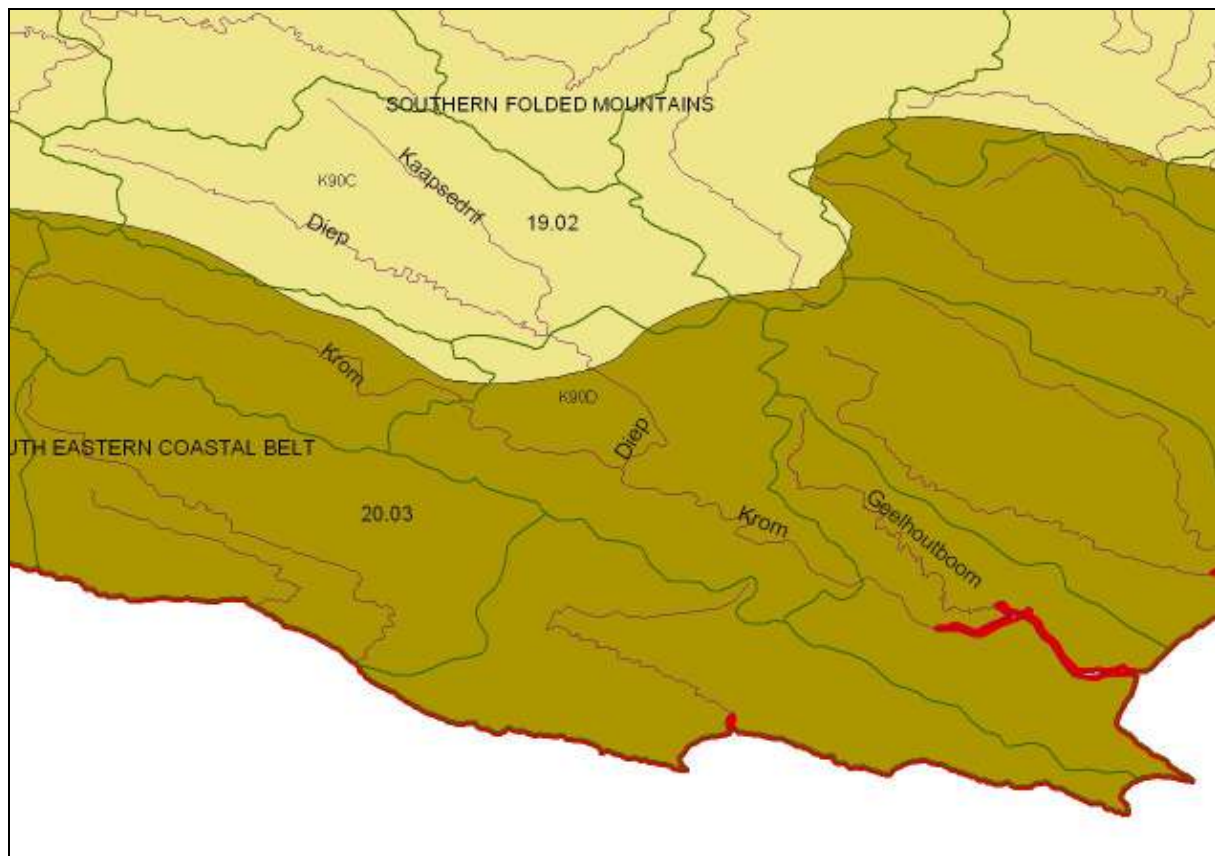 SOUTHERN FOLDED MOUNTAINS
Kaapsedrif
K90C
19.02
Diep
Krom
K90D
Diep
UTH EASTERN COASTAL BELT
20.03
Krom
Geelhoutboom